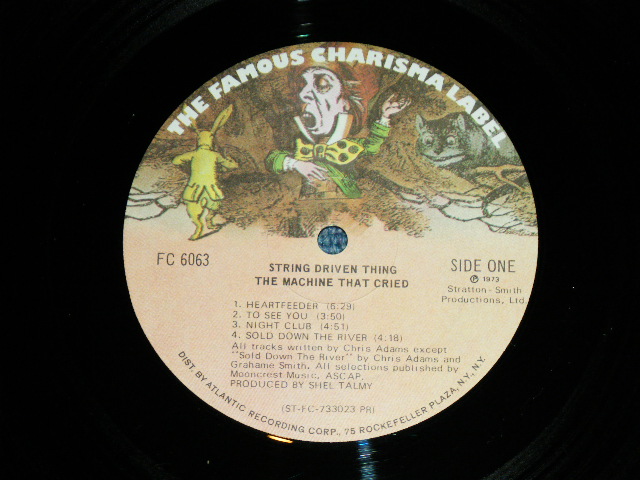 THE FAMOUS CHARISMA LABEL
FC 6063
SIDE ONE
℗ 1973
Stratton-Smith
Productions, Ltd.
STRING DRIVEN THING
THE MACHINE THAT CRIED
1. HEARTFEEDER (6:29)
2. TO SEE YOU (3:50)
3. NIGHT CLUB (4:51)
4. SOLD DOWN THE RIVER (4:18)
All tracks written by Chris Adams except
"Sold Down The River" by Chris Adams and
Grahame Smith. All selections published by
Mooncrest Music, ASCAP.
PRODUCED BY SHEL TALMY
(ST-FC-733023 PR)
DIST. BY ATLANTIC RECORDING CORP., 75 ROCKEFELLER PLAZA, N.Y., N.Y.